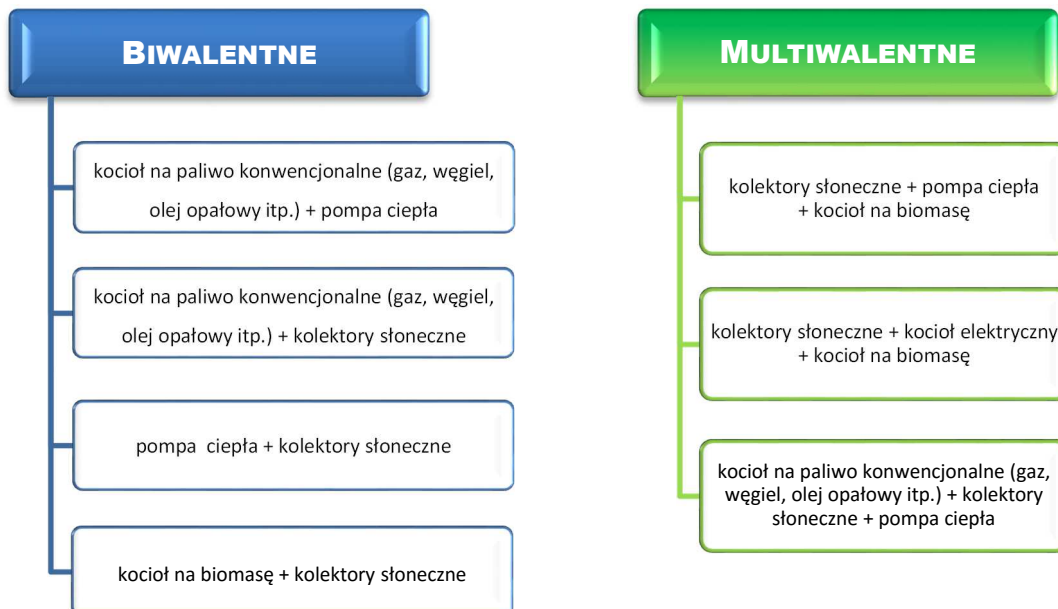 BIWALENTNE
kocioł na paliwo konwencjonalne (gaz, węgiel,
olej opałowy itp.) + pompa ciepła
kocioł na paliwo konwencjonalne (gaz, węgiel,
olej opałowy itp.) + kolektory słoneczne
pompa ciepła + kolektory słoneczne
kocioł na biomasę + kolektory słoneczne
MULTIWALENTNE
kolektory słoneczne + pompa ciepła
+ kocioł na biomasę
kolektory słoneczne + kocioł elektryczny
+ kocioł na biomasę
kocioł na paliwo konwencjonalne (gaz,
węgiel, olej opałowy itp.) + kolektory
słoneczne + pompa ciepła